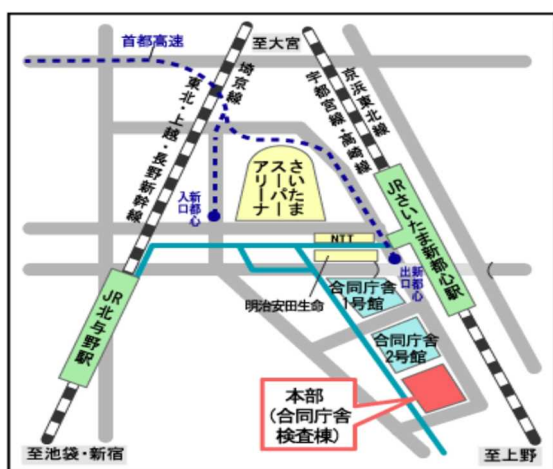 首都高速
至大宮
埼京線
東北・上越・長野新幹線
京浜東北線
宇都宮線・高崎線
さいたま
スーパー
アリーナ
新都心
入口
JRさいたま新都心駅
NTT
新都心
出口
明治安田生命
合同庁舎
1号館
JR北与野駅
合同庁舎
2号館
本部
(合同庁舎
検査棟)
至池袋・新宿
至上野